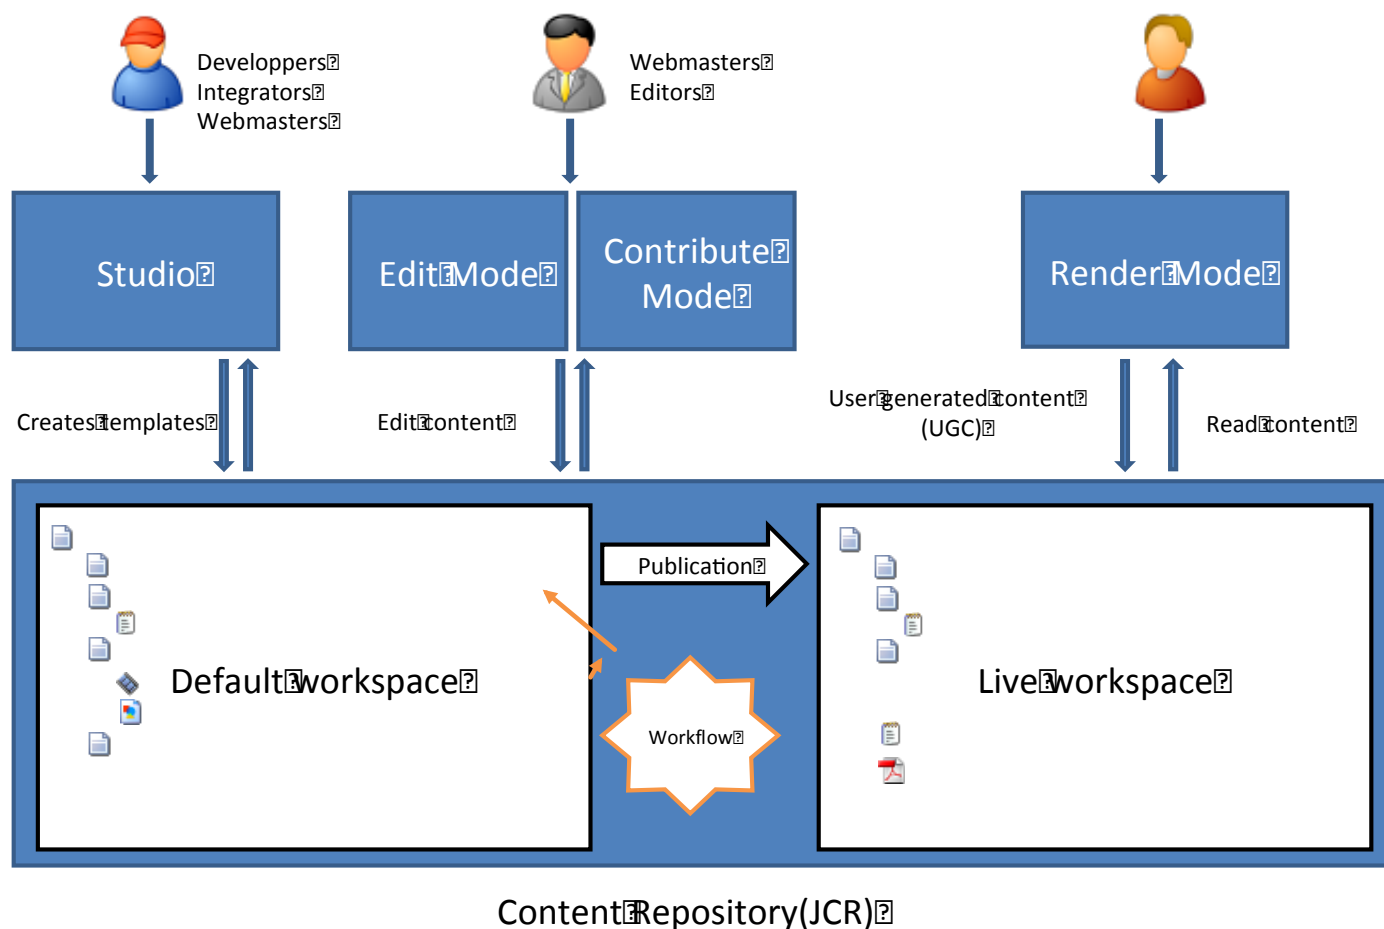 Developpers
Integrators
Webmasters
Webmasters
Editors
Studio
Edit Mode
Contribute
Mode
Render Mode
Creates templates
Edit content
User generated content
(UGC)
Read content
Publication
Default workspace
Workflow
Live workspace
Content Repository(JCR)